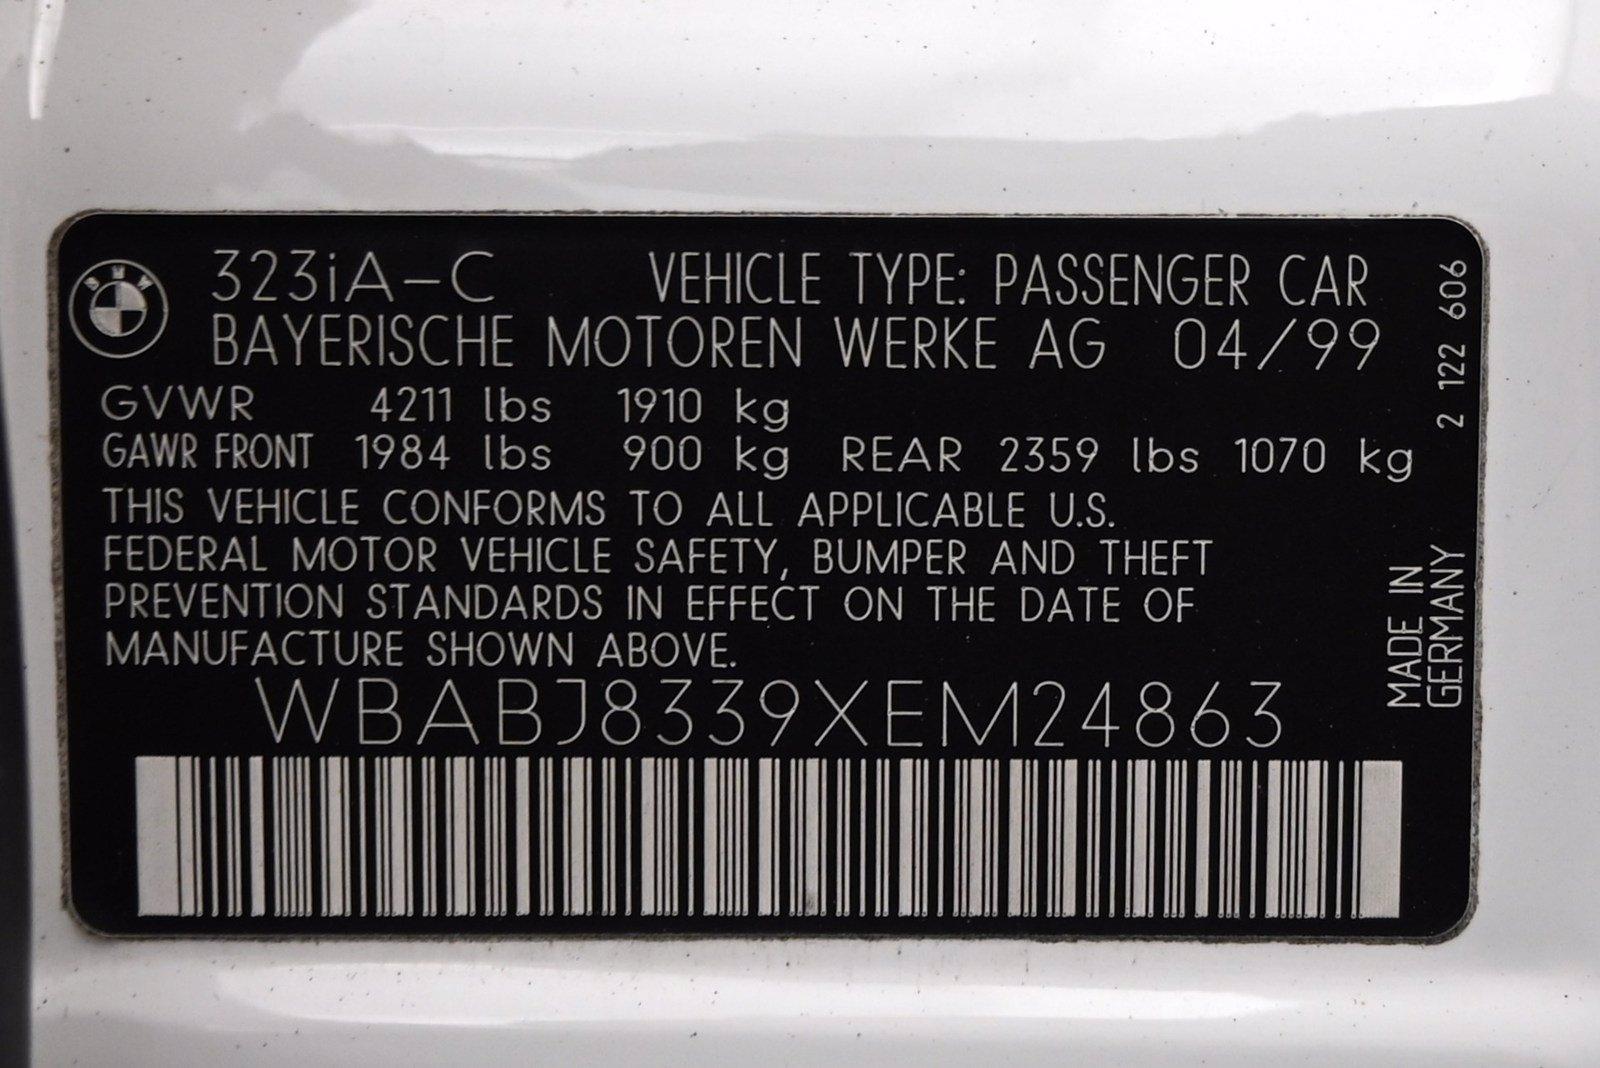 BMW
323iA-C VEHICLE TYPE: PASSENGER CAR
BAYERISCHE MOTOREN WERKE AG 04/99
GVWR 4211 lbs 1910 kg
GAWR FRONT 1984 lbs 900 kg REAR 2359 lbs 1070 kg
THIS VEHICLE CONFORMS TO ALL APPLICABLE U.S.
FEDERAL MOTOR VEHICLE SAFETY, BUMPER AND THEFT
PREVENTION STANDARDS IN EFFECT ON THE DATE OF
MANUFACTURE SHOWN ABOVE.
WBABJ8339XEM24863
2 122 606
MADE IN
GERMANY